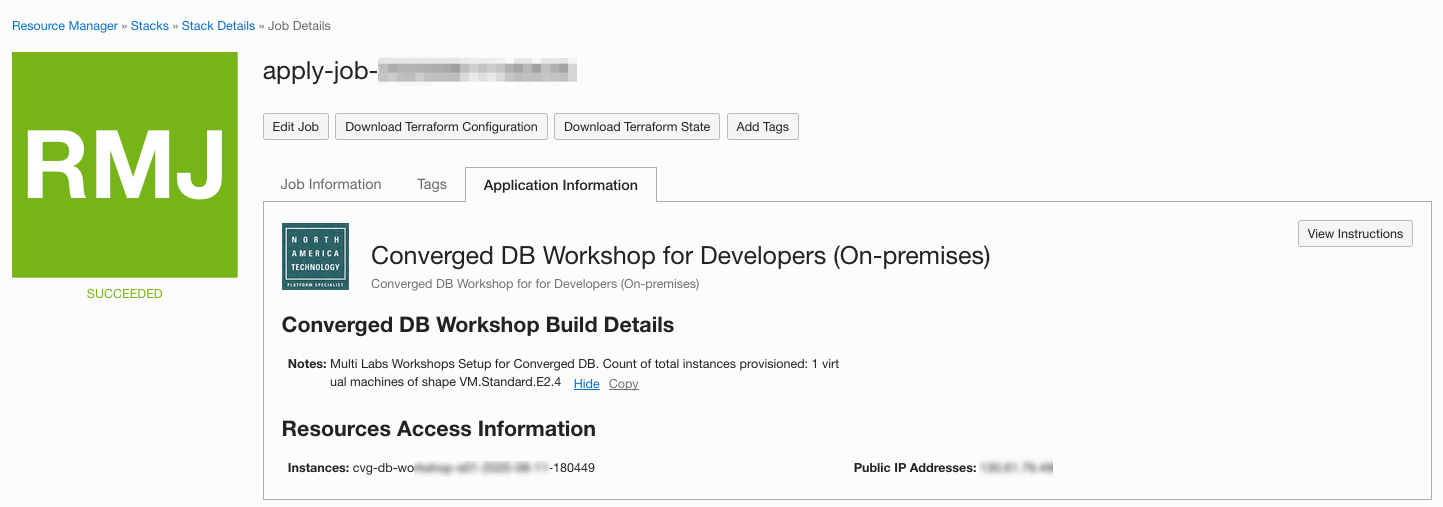 Resource Manager » Stacks » Stack Details » Job Details
RMJ
SUCCEEDED
apply-job-
Edit Job Download Terraform Configuration Download Terraform State Add Tags
Job Information Tags Application Information
NORTH
AMERICA
TECHNOLOGY
PLATFORM SPECIALIST
Converged DB Workshop for Developers (On-premises)
View Instructions
Converged DB Workshop for for Developers (On-premises)
Converged DB Workshop Build Details
Notes: Multi Labs Workshops Setup for Converged DB. Count of total instances provisioned: 1 virt
ual machines of shape VM.Standard.E2.4 Hide Copy
Resources Access Information
Instances: cvg-db-wo -180449 Public IP Addresses: